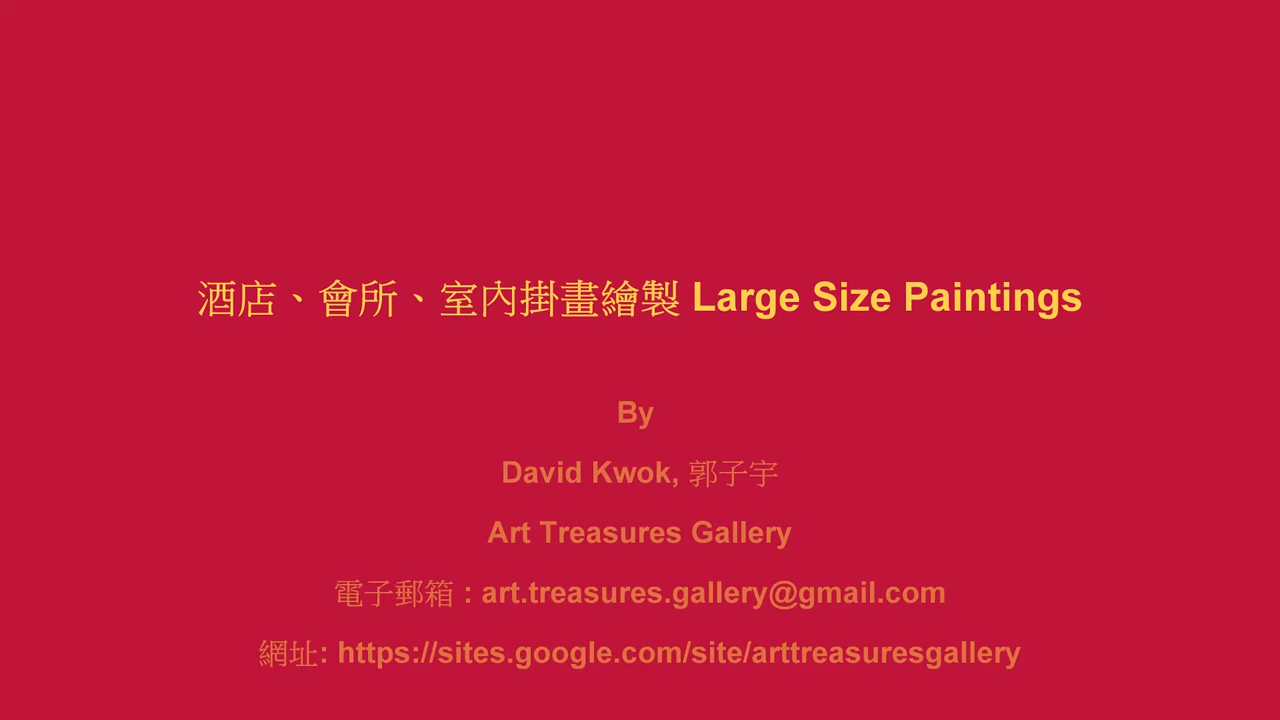 酒店、會所、室內掛畫繪製 Large Size Paintings
By
David Kwok, 郭子宇
Art Treasures Gallery
電子郵箱 : art.treasures.gallery@gmail.com
網址: https://sites.google.com/site/arttreasuresgallery